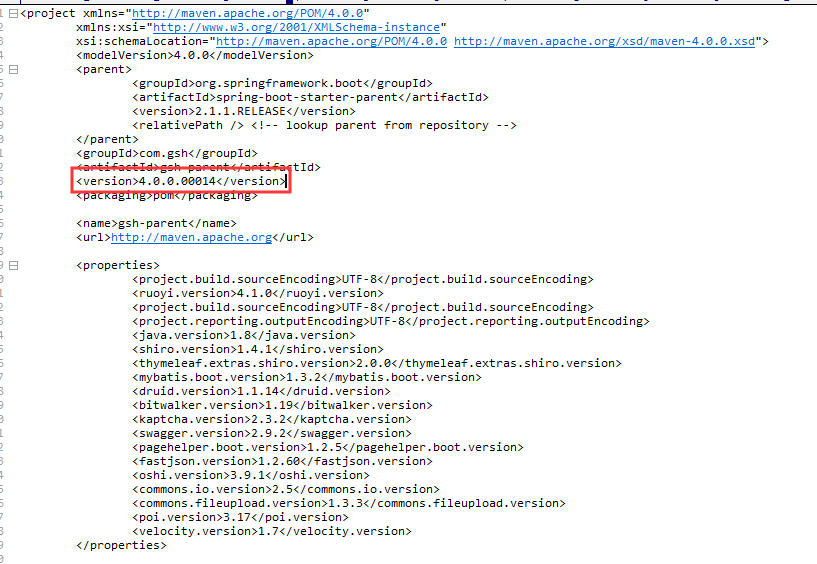 <project xmlns="http://maven.apache.org/POM/4.0.0"
xmlns:xsi="http://www.w3.org/2001/XMLSchema-instance"
xsi:schemaLocation="http://maven.apache.org/POM/4.0.0 http://maven.apache.org/xsd/maven-4.0.0.xsd">
<modelVersion>4.0.0</modelVersion>
<parent>
<groupId>org.springframework.boot</groupId>
<artifactId>spring-boot-starter-parent</artifactId>
<version>2.1.1.RELEASE</version>
<relativePath /> <!-- lookup parent from repository -->
</parent>
<groupId>com.gsh</groupId>
<artifactId>gsh-parent</artifactId>
<version>4.0.0.00014</version>
<packaging>pom</packaging>
<name>gsh-parent</name>
<url>http://maven.apache.org</url>
<properties>
<project.build.sourceEncoding>UTF-8</project.build.sourceEncoding>
<ruoyi.version>4.1.0</ruoyi.version>
<project.build.sourceEncoding>UTF-8</project.build.sourceEncoding>
<project.reporting.outputEncoding>UTF-8</project.reporting.outputEncoding>
<java.version>1.8</java.version>
<shiro.version>1.4.1</shiro.version>
<thymeleaf.extras.shiro.version>2.0.0</thymeleaf.extras.shiro.version>
<mybatis.boot.version>1.3.2</mybatis.boot.version>
<druid.version>1.1.14</druid.version>
<bitwalker.version>1.19</bitwalker.version>
<kaptcha.version>2.3.2</kaptcha.version>
<swagger.version>2.9.2</swagger.version>
<pagehelper.boot.version>1.2.5</pagehelper.boot.version>
<fastjson.version>1.2.60</fastjson.version>
<oshi.version>3.9.1</oshi.version>
<commons.io.version>2.5</commons.io.version>
<commons.fileupload.version>1.3.3</commons.fileupload.version>
<poi.version>3.17</poi.version>
<velocity.version>1.7</velocity.version>
</properties>